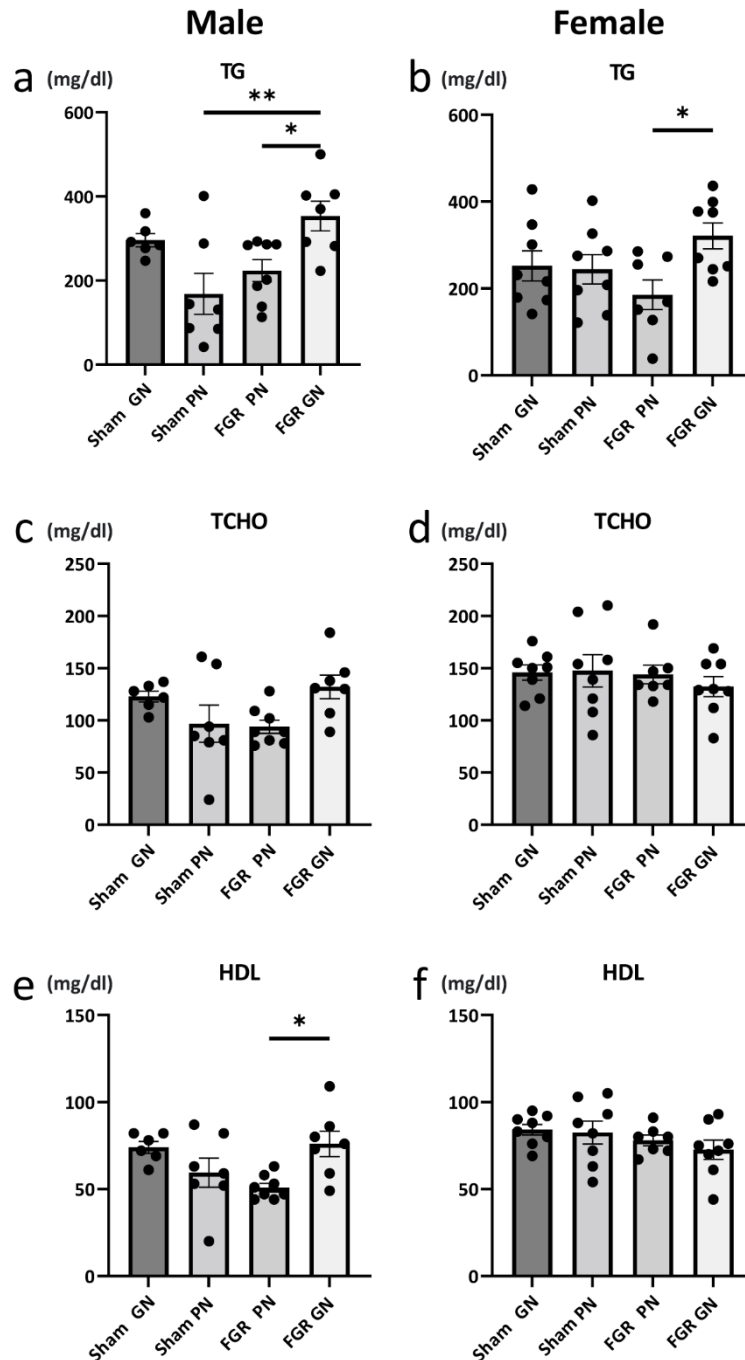 Male
Female
a (mg/dl) TG
**
*
600
400
200
0
Sham GN
Sham PN
FGR PN
FGR GN
b (mg/dl) TG
*
600
400
200
0
Sham GN
Sham PN
FGR PN
FGR GN
c (mg/dl) TCHO
250
200
150
100
50
0
Sham GN
Sham PN
FGR PN
FGR GN
d (mg/dl) TCHO
250
200
150
100
50
0
Sham GN
Sham PN
FGR PN
FGR GN
e (mg/dl) HDL
*
150
100
50
0
Sham GN
Sham PN
FGR PN
FGR GN
f (mg/dl) HDL
150
100
50
0
Sham GN
Sham PN
FGR PN
FGR GN